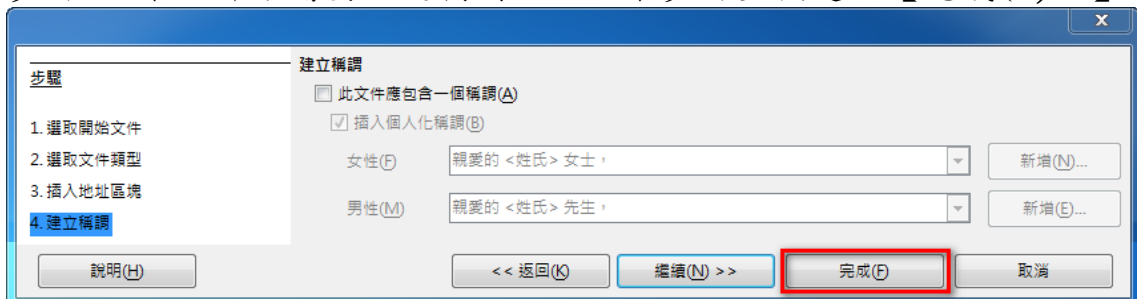 X
步驟
1. 選取開始文件
2. 選取文件類型
3. 插入地址區塊
4. 建立稱謂
建立稱謂
此文件應包含一個稱謂(A)
插入個人化稱謂(B)
女性(F) 親愛的 <姓氏> 女士， 新增(N)...
男性(M) 親愛的 <姓氏> 先生， 新增(E)...
說明(H) << 返回(K) 繼續(N) >> 完成(F) 取消